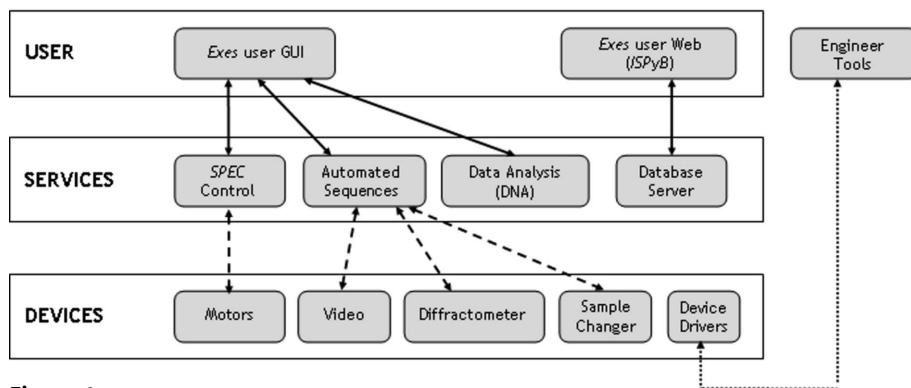 USER
Exes user GUI
Exes user Web
(ISPyB)
Engineer
Tools
SERVICES
SPEC
Control
Automated
Sequences
Data Analysis
(DNA)
Database
Server
DEVICES
Motors
Video
Diffractometer
Sample
Changer
Device
Drivers